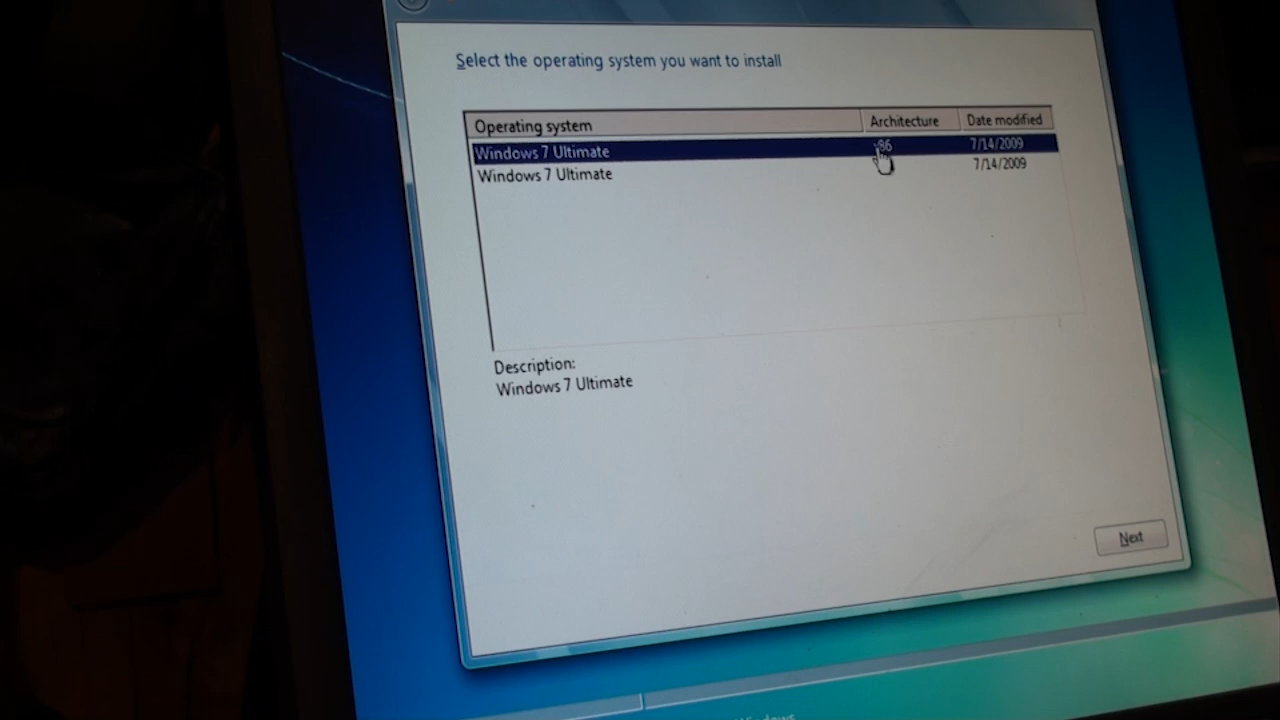 Select the operating system you want to install
Operating system Architecture Date modified
Windows 7 Ultimate x86 7/14/2009
Windows 7 Ultimate 7/14/2009
Description:
Windows 7 Ultimate
Next
Windows